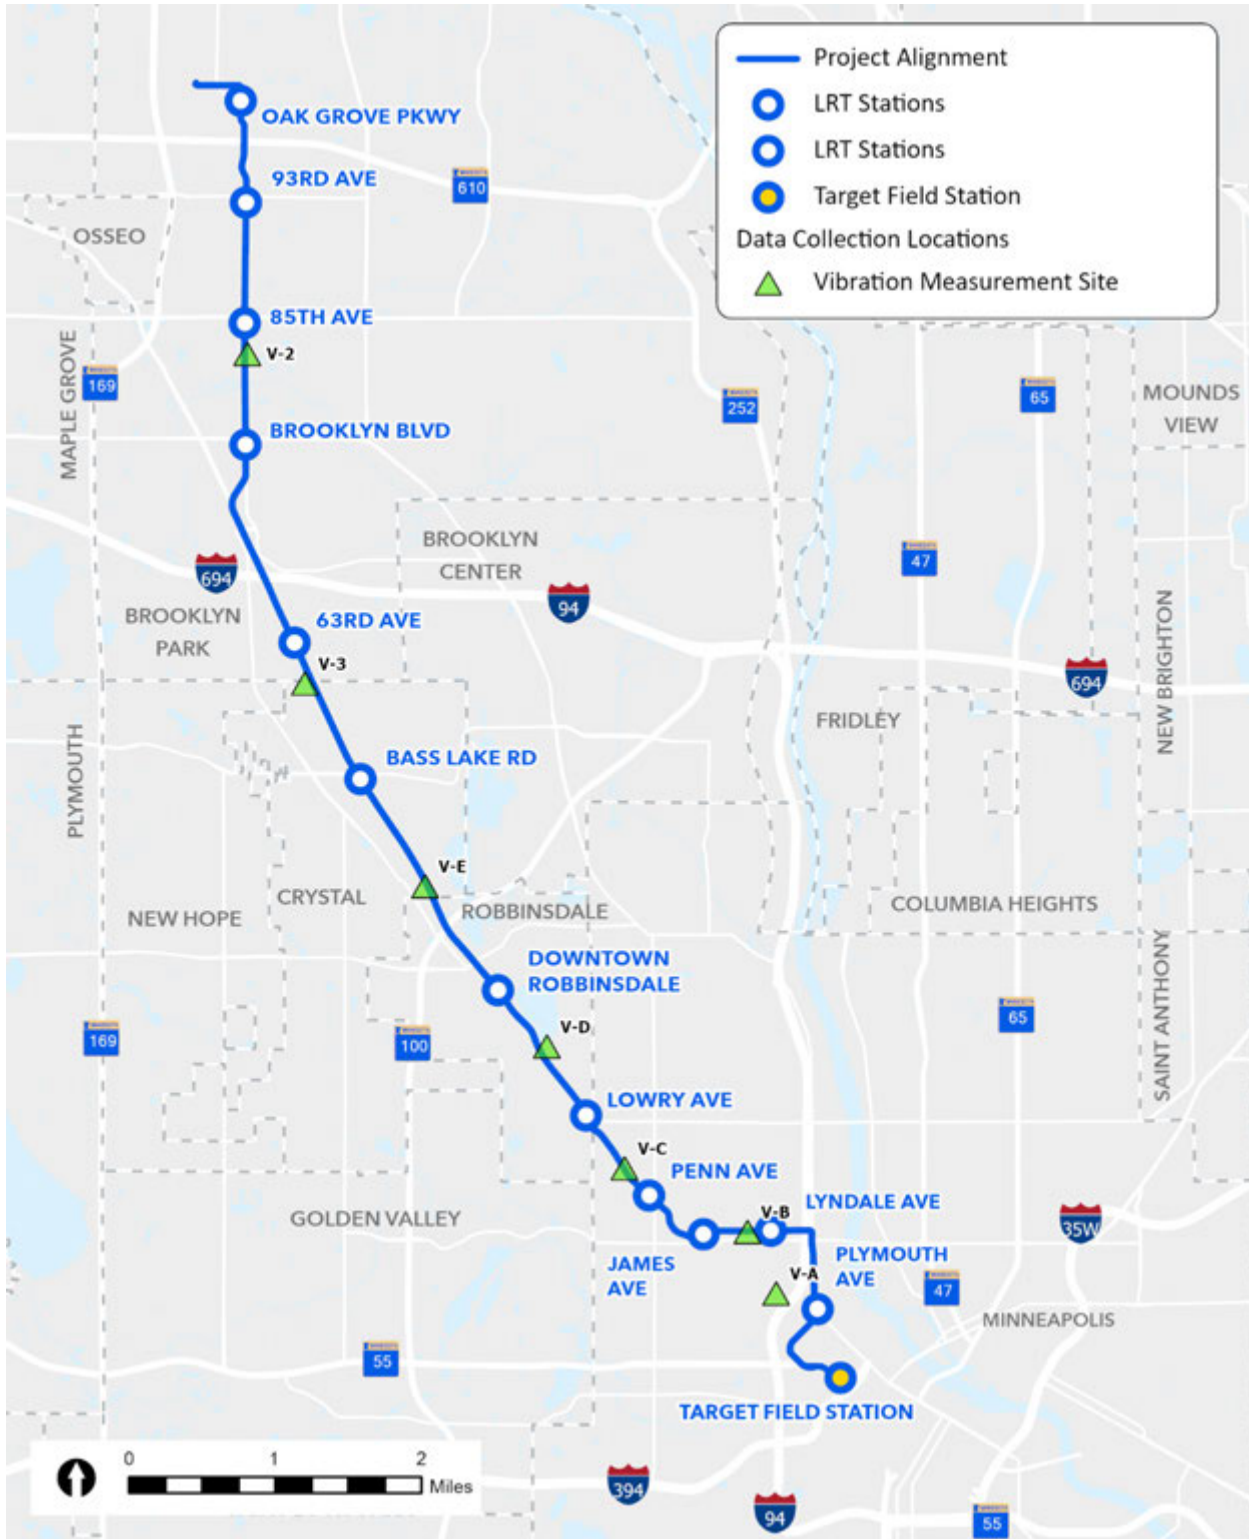 Project Alignment
LRT Stations
LRT Stations
Target Field Station
Data Collection Locations
Vibration Measurement Site
OAK GROVE PKWY
93RD AVE
610
OSSEO
85TH AVE
V-2
MAPLE GROVE
169
252
65
MOUNDS
VIEW
BROOKLYN BLVD
BROOKLYN
CENTER
694
94
47
BROOKLYN
PARK
63RD AVE
V-3
694
NEW BRIGHTON
FRIDLEY
PLYMOUTH
BASS LAKE RD
V-E
CRYSTAL
NEW HOPE
ROBBINSDALE
COLUMBIA HEIGHTS
DOWNTOWN
ROBBINSDALE
SAINT ANTHONY
65
169
100
V-D
LOWRY AVE
V-C
PENN AVE
LYNDALE AVE
V-B
GOLDEN VALLEY
35W
JAMES
AVE
PLYMOUTH
AVE
V-A
47
MINNEAPOLIS
55
TARGET FIELD STATION
0 1 2
Miles
394
94
55